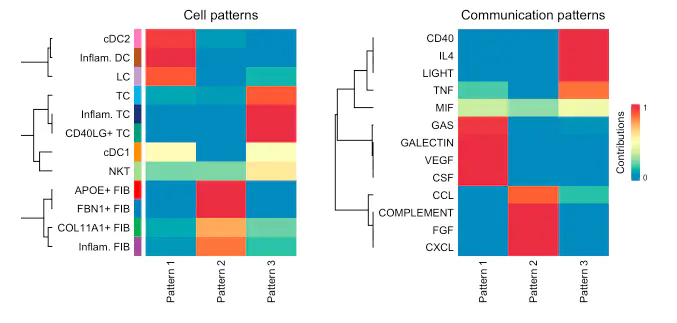 Cell patterns
cDC2
Inflam. DC
LC
TC
Inflam. TC
CD40LG+ TC
cDC1
NKT
APOE+ FIB
FBN1+ FIB
COL11A1+ FIB
Inflam. FIB
Pattern 1
Pattern 2
Pattern 3
Communication patterns
CD40
IL4
LIGHT
TNF
MIF
GAS
GALECTIN
VEGF
CSF
CCL
COMPLEMENT
FGF
CXCL
Pattern 1
Pattern 2
Pattern 3
Contributions
1
0